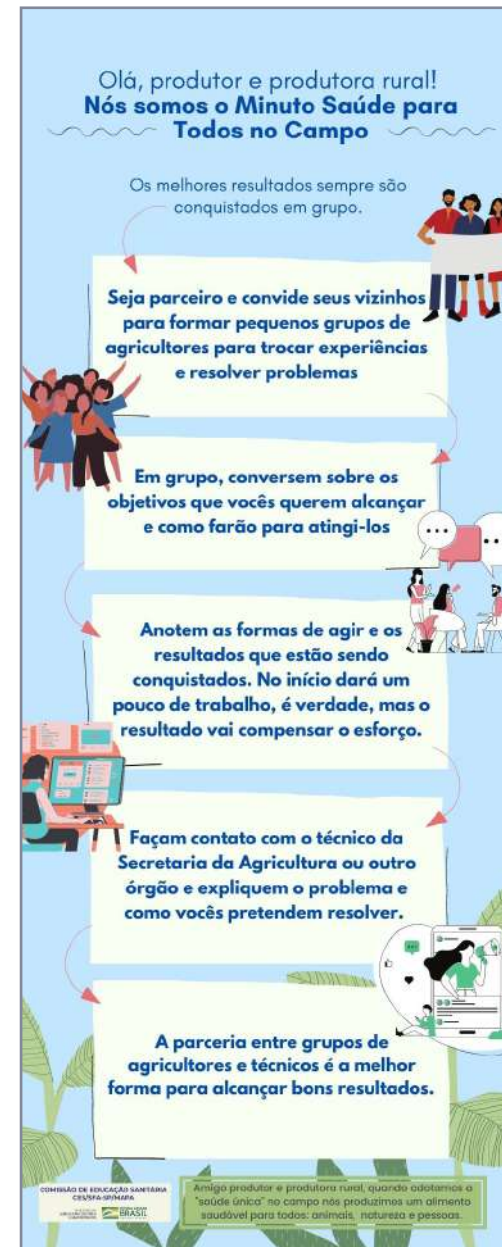 Olá, produtor e produtora rural!
Nós somos o Minuto Saúde para
Todos no Campo
Os melhores resultados sempre são
conquistados em grupo.
Seja parceiro e convide seus vizinhos
para formar pequenos grupos de
agricultores para trocar experiências
e resolver problemas
Em grupo, conversem sobre os
objetivos que vocês querem alcançar
e como farão para atingi-los
Anotem as formas de agir e os
resultados que estão sendo
conquistados. No início dará um
pouco de trabalho, é verdade, mas o
resultado vai compensar o esforço.
Façam contato com o técnico da
Secretaria da Agricultura ou outro
órgão e expliquem o problema e
como vocês pretendem resolver.
A parceria entre grupos de
agricultores e técnicos é a melhor
forma para alcançar bons resultados.
COMISSÃO DE EDUCAÇÃO SANITÁRIA
CES/SFA-SP/MAPA
BRASIL
Amigo produtor e produtora rural, quando adotamos a
"saúde única" no campo nós produzimos um alimento
saudável para todos: animais, natureza e pessoas.